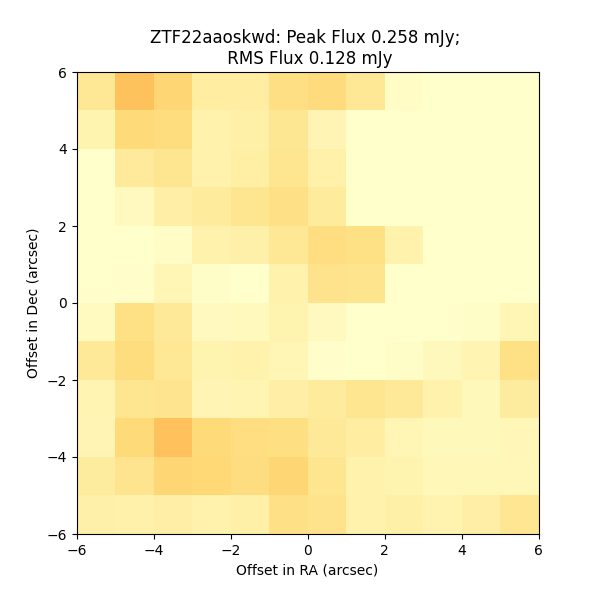 ZTF22aaoskwd: Peak Flux 0.258 mJy;
RMS Flux 0.128 mJy
6
4
2
0
−2
−4
−6
Offset in Dec (arcsec)
−6 −4 −2 0 2 4 6
Offset in RA (arcsec)